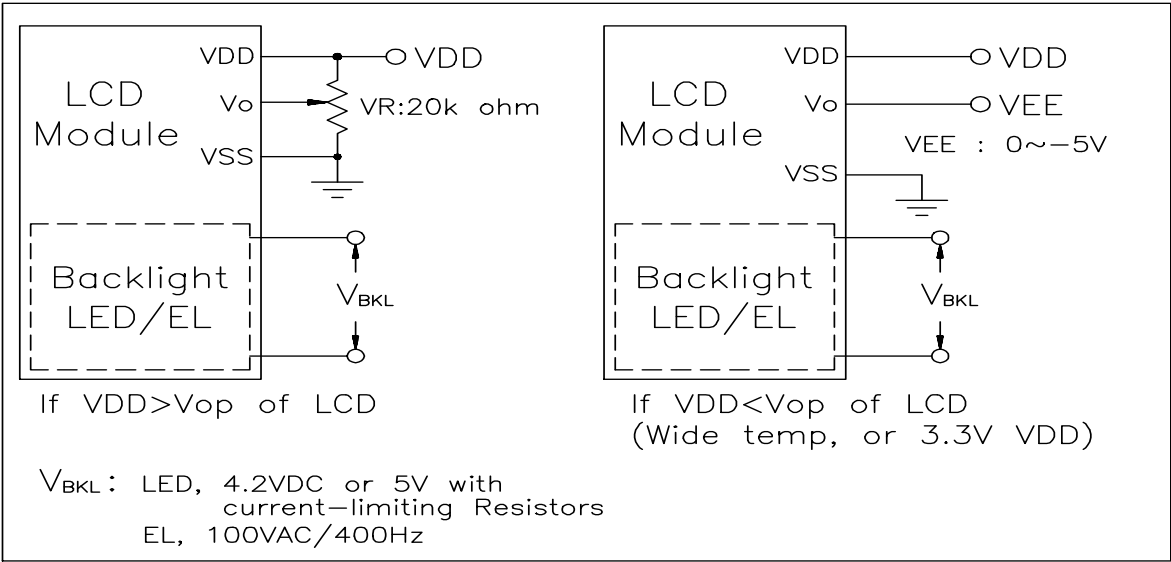 VDD
VDD
LCD
Module
Vo
VR:20k ohm
VSS
Backlight
LED/EL
VBKL
If VDD>Vop of LCD
VDD
VDD
LCD
Module
Vo
VEE
VEE : 0~-5V
VSS
Backlight
LED/EL
VBKL
If VDD<Vop of LCD
(Wide temp, or 3.3V VDD)
VBKL: LED, 4.2VDC or 5V with
current-limiting Resistors
EL, 100VAC/400Hz